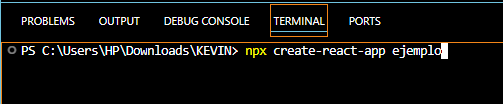 PROBLEMS OUTPUT DEBUG CONSOLE TERMINAL PORTS
PS C:\Users\HP\Downloads\KEVIN> npx create-react-app ejemplo